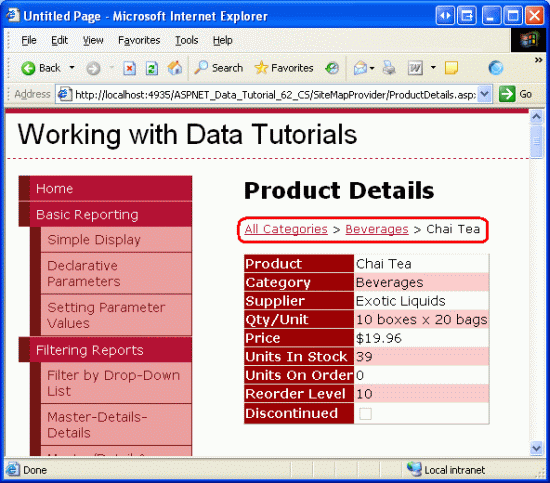 Untitled Page - Microsoft Internet Explorer
File Edit View Favorites Tools Help
Back Search Favorites
Address http://localhost:4935/ASPNET_Data_Tutorial_62_CS/SiteMapProvider/ProductDetails.asp Go
Working with Data Tutorials
Home
Basic Reporting
Simple Display
Declarative
Parameters
Setting Parameter
Values
Filtering Reports
Filter by Drop-Down
List
Master-Details-
Details
Product Details
All Categories > Beverages > Chai Tea
Product Chai Tea
Category Beverages
Supplier Exotic Liquids
Qty/Unit 10 boxes x 20 bags
Price $19.96
Units In Stock 39
Units On Order 0
Reorder Level 10
Discontinued
Done Local intranet